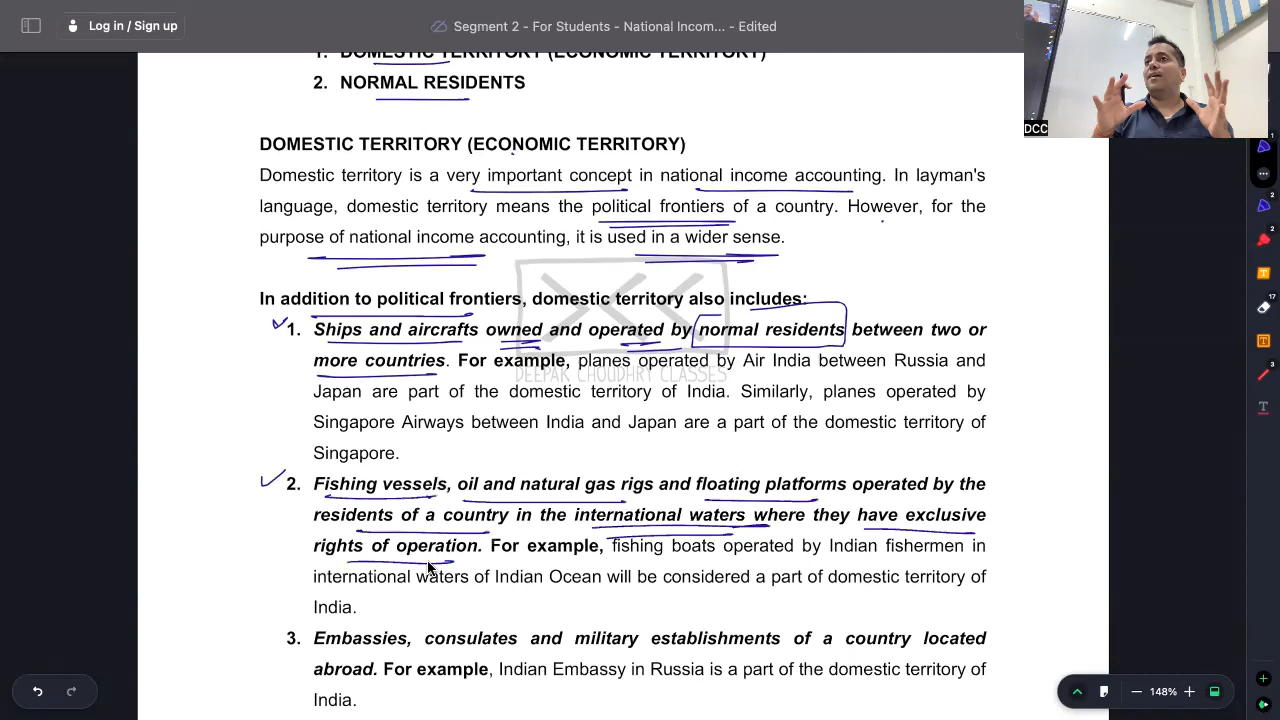 Log in / Sign up
Segment 2 - For Students - National Incom... - Edited
1. DOMESTIC TERRITORY (ECONOMIC TERRITORY)
2. NORMAL RESIDENTS
DCC
DOMESTIC TERRITORY (ECONOMIC TERRITORY)
Domestic territory is a very important concept in national income accounting. In layman's
language, domestic territory means the political frontiers of a country. However, for the
purpose of national income accounting, it is used in a wider sense.
In addition to political frontiers, domestic territory also includes:
1. Ships and aircrafts owned and operated by normal residents between two or
more countries. For example, planes operated by Air India between Russia and
DEEPAK CHOUDHRY CLASSES
Japan are part of the domestic territory of India. Similarly, planes operated by
Singapore Airways between India and Japan are a part of the domestic territory of
Singapore.
2. Fishing vessels, oil and natural gas rigs and floating platforms operated by the
residents of a country in the international waters where they have exclusive
rights of operation. For example, fishing boats operated by Indian fishermen in
international waters of Indian Ocean will be considered a part of domestic territory of
India.
3. Embassies, consulates and military establishments of a country located
abroad. For example, Indian Embassy in Russia is a part of the domestic territory of
India.
148%